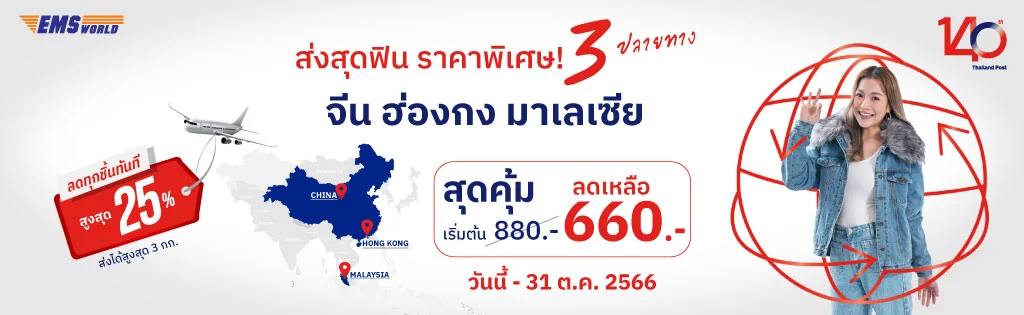 EMS WORLD
140th
Thailand Post
ส่งสุดฟิน ราคาพิเศษ! 3 ปลายทาง
จีน ฮ่องกง มาเลเซีย
ลดทุกชิ้นทันที
สูงสุด 25%
ส่งได้สูงสุด 3 กก.
CHINA
HONG KONG
MALAYSIA
สุดคุ้ม
เริ่มต้น 880.-
ลดเหลือ
660.-
วันนี้ - 31 ต.ค. 2566